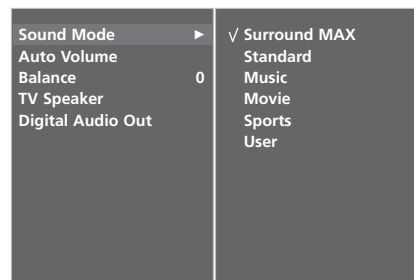 Sound Mode ►
Auto Volume
Balance 0
TV Speaker
Digital Audio Out
√ Surround MAX
Standard
Music
Movie
Sports
User